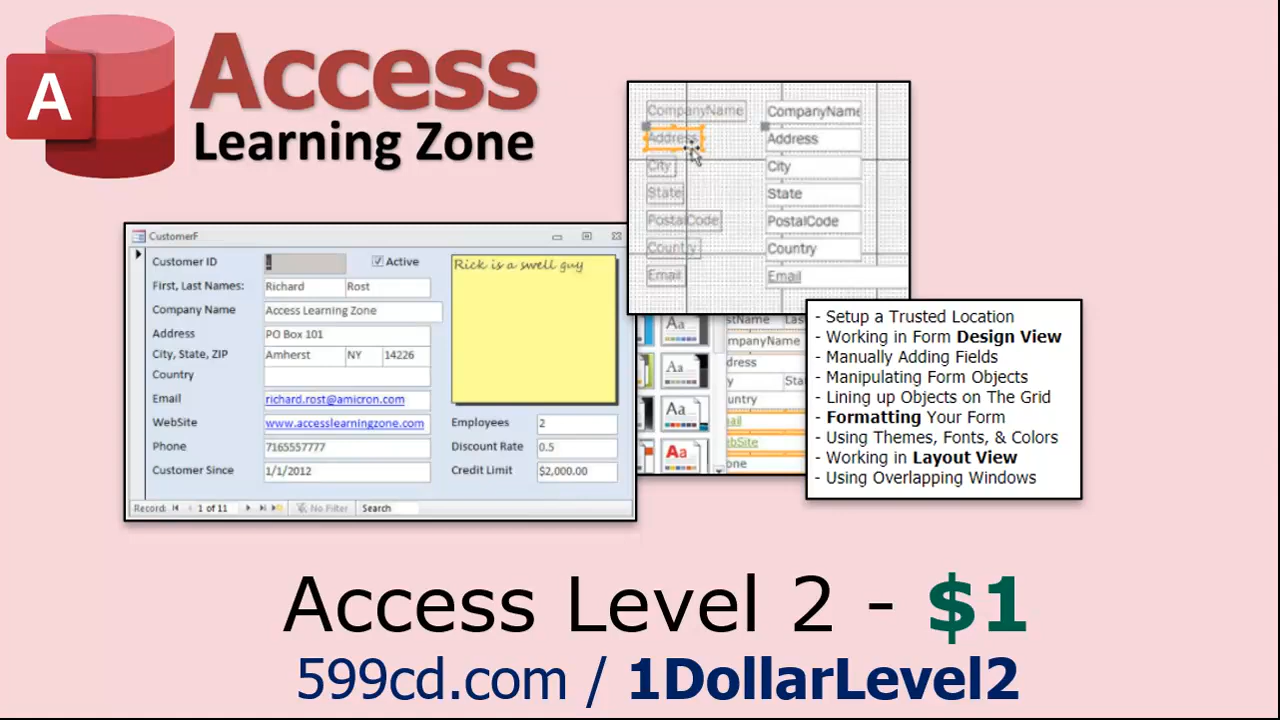 A
Access
Learning Zone
CustomerF
Customer ID
Active
First, Last Names: Richard Rost
Company Name Access Learning Zone
Address PO Box 101
City, State, ZIP Amherst NY 14226
Country
Email richard.rost@amicron.com
WebSite www.accesslearningzone.com
Phone 7165557777
Customer Since 1/1/2012
Rick is a swell guy
Employees 2
Discount Rate 0.5
Credit Limit $2,000.00
Record: 1 of 11 No Filter Search
CompanyName CompanyName
Address Address
City City
State State
PostalCode PostalCode
Country Country
Email Email
Aa
Aa
Aa
Aa
- Setup a Trusted Location
- Working in Form Design View
- Manually Adding Fields
- Manipulating Form Objects
- Lining up Objects on The Grid
- Formatting Your Form
- Using Themes, Fonts, & Colors
- Working in Layout View
- Using Overlapping Windows
Access Level 2 - $1
599cd.com / 1DollarLevel2